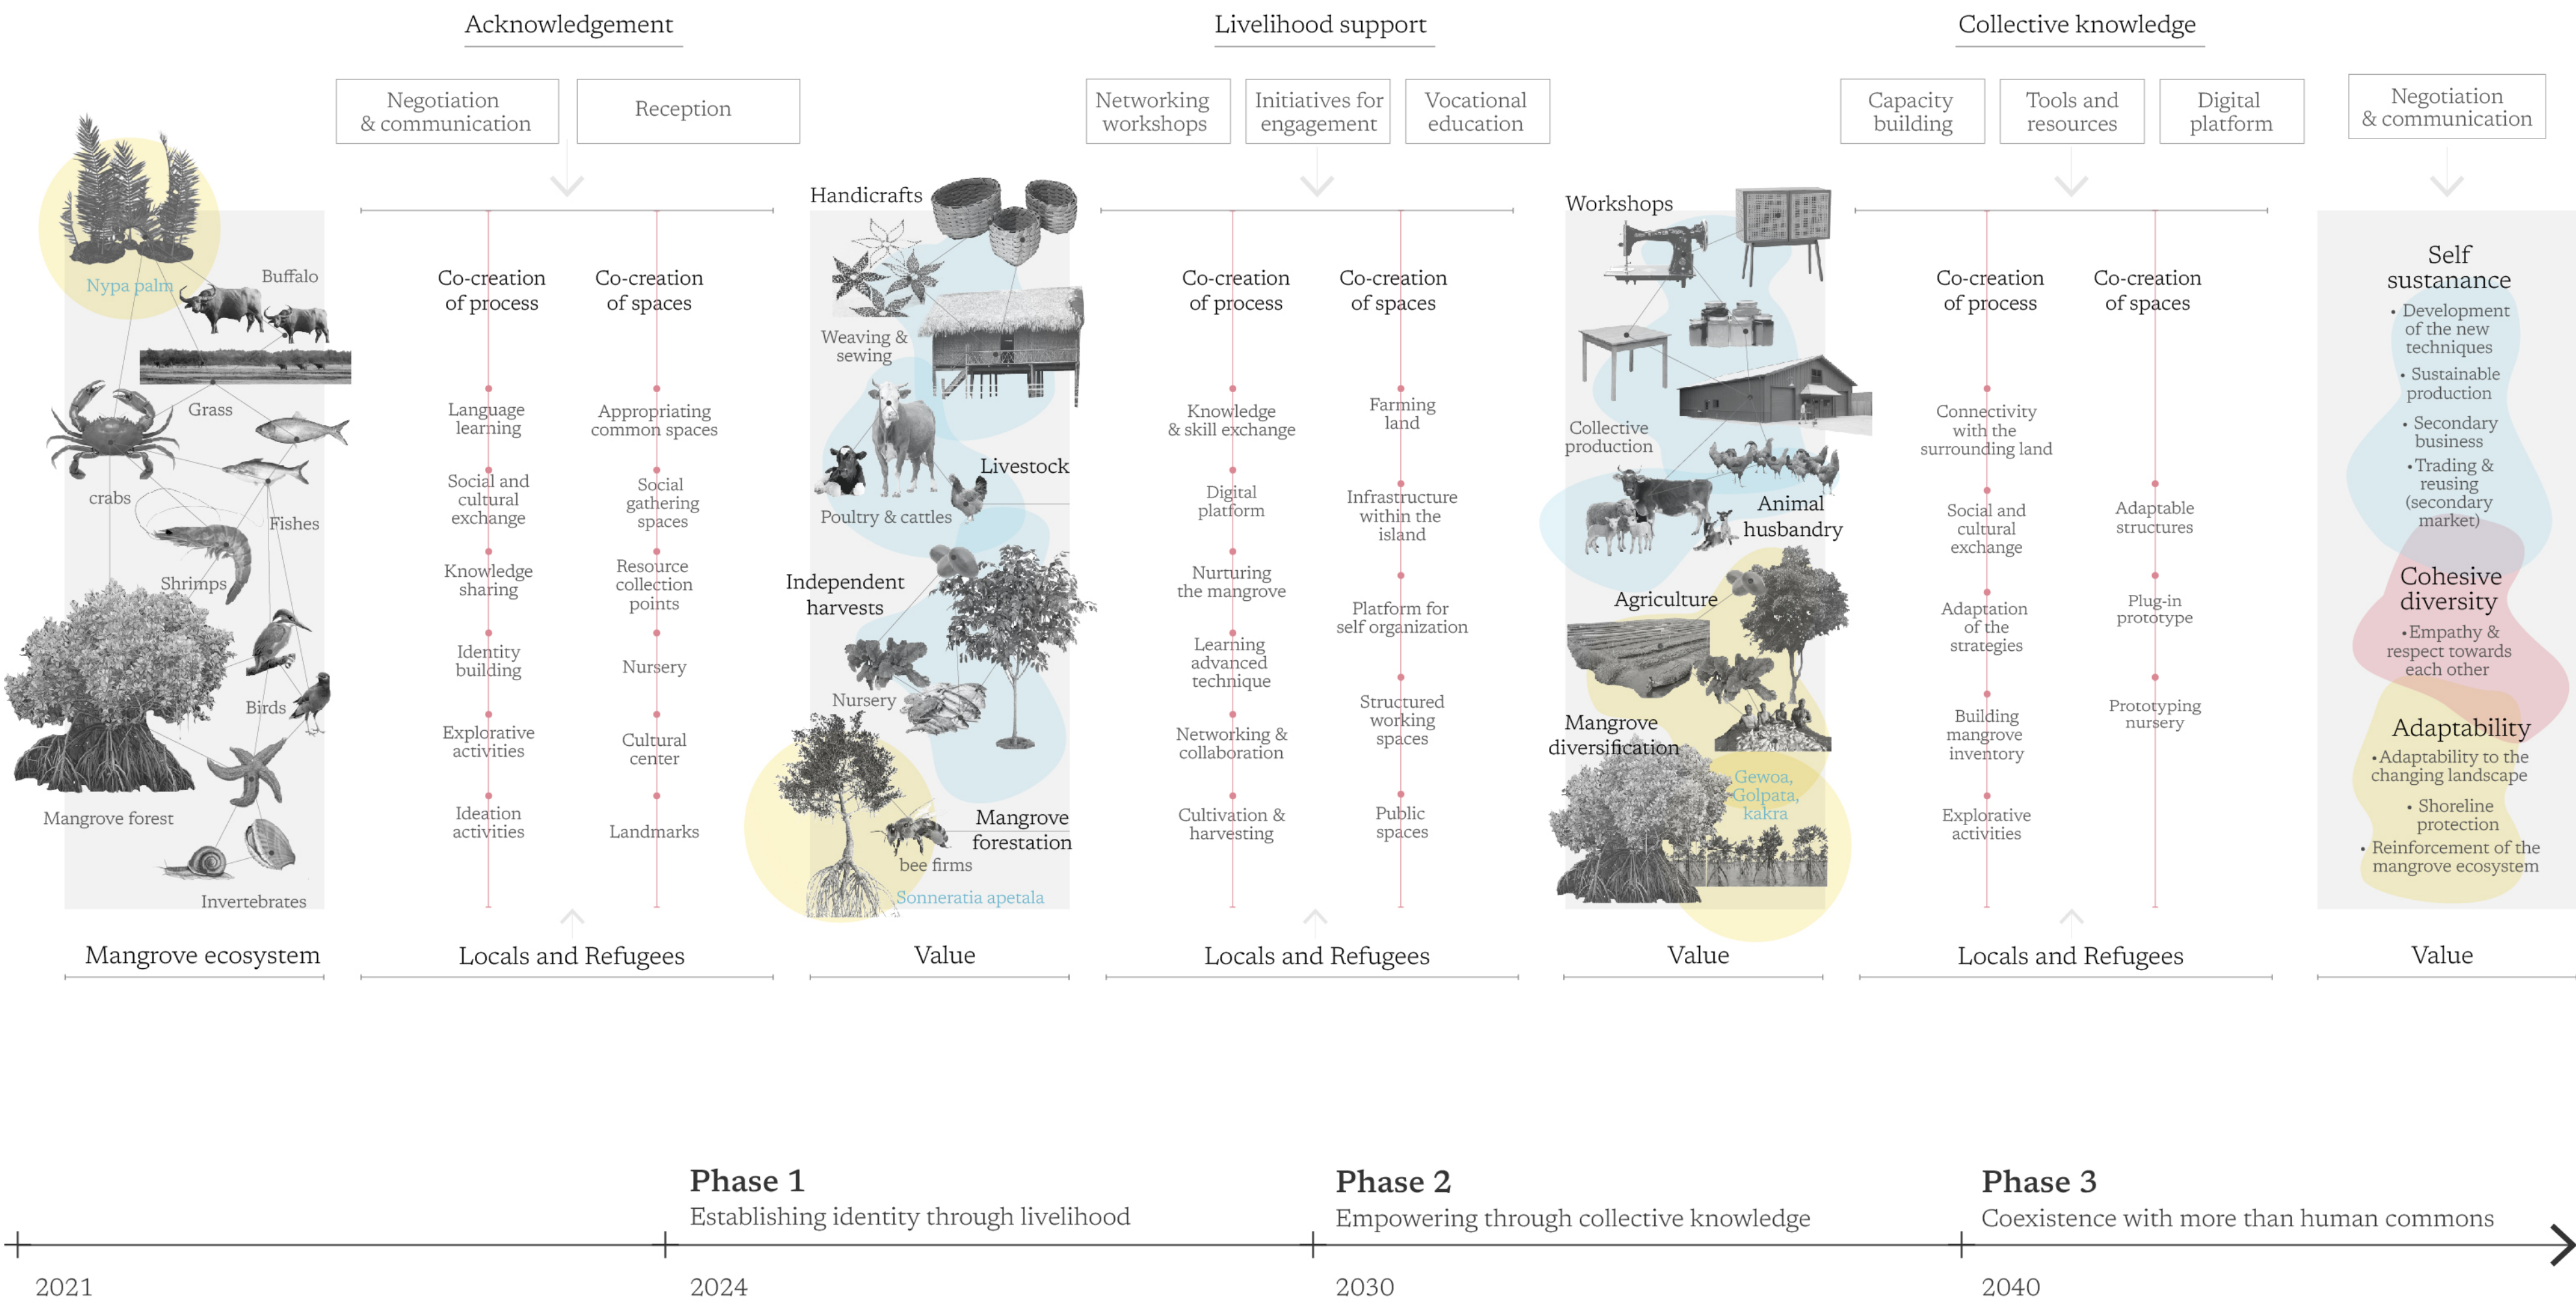 Acknowledgement
Negotiation
& communication
Reception
Livelihood support
Networking
workshops
Initiatives for
engagement
Vocational
education
Collective knowledge
Capacity
building
Tools and
resources
Digital
platform
Negotiation
& communication
Nypa palm
Buffalo
Grass
crabs
Fishes
Shrimps
Birds
Mangrove forest
Invertebrates
Mangrove ecosystem
Co-creation
of process
Language
learning
Social and
cultural
exchange
Knowledge
sharing
Identity
building
Explorative
activities
Ideation
activities
Co-creation
of spaces
Appropriating
common spaces
Social
gathering
spaces
Resource
collection
points
Nursery
Cultural
center
Landmarks
Locals and Refugees
Handicrafts
Weaving &
sewing
Livestock
Poultry & cattles
Independent
harvests
Nursery
Mangrove
forestation
bee firms
Sonneratia apetala
Value
Co-creation
of process
Knowledge
& skill exchange
Digital
platform
Nurturing
the mangrove
Learning
advanced
technique
Networking &
collaboration
Cultivation &
harvesting
Co-creation
of spaces
Farming
land
Infrastructure
within the
island
Platform for
self organization
Structured
working
spaces
Public
spaces
Locals and Refugees
Workshops
Collective
production
Animal
husbandry
Agriculture
Mangrove
diversification
Gewoa,
Golpata,
kakra
Value
Co-creation
of process
Connectivity
with the
surrounding land
Social and
cultural
exchange
Adaptation
of the
strategies
Building
mangrove
inventory
Explorative
activities
Co-creation
of spaces
Adaptable
structures
Plug-in
prototype
Prototyping
nursery
Locals and Refugees
Self
sustanance
• Development
of the new
techniques
• Sustainable
production
• Secondary
business
• Trading &
reusing
(secondary
market)
Cohesive
diversity
• Empathy &
respect towards
each other
Adaptability
• Adaptability to the
changing landscape
• Shoreline
protection
• Reinforcement of the
mangrove ecosystem
Value
Phase 1
Establishing identity through livelihood
Phase 2
Empowering through collective knowledge
Phase 3
Coexistence with more than human commons
2021
2024
2030
2040